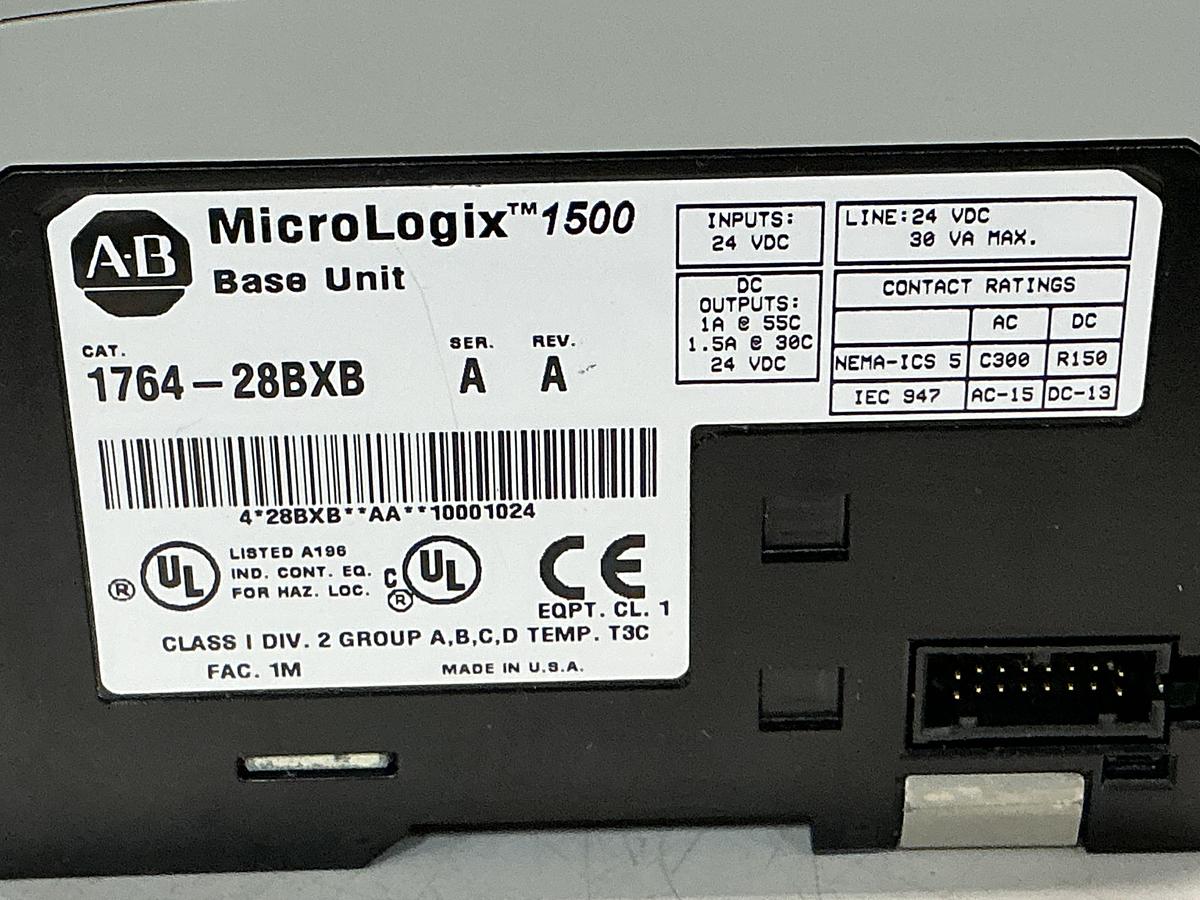 A·B
MicroLogix™1500
Base Unit
CAT.
1764-28BXB
SER.
A
REV.
A
INPUTS:
24 VDC
DC
OUTPUTS:
1A @ 55C
1.5A @ 30C
24 VDC
LINE:24 VDC
30 VA MAX.
CONTACT RATINGS
AC DC
NEMA-ICS 5 C300 R150
IEC 947 AC-15 DC-13
4*28BXB**AA**10001024
® UL
LISTED A196
IND. CONT. EQ.
FOR HAZ. LOC.
C UL ®
CE
EQPT. CL. 1
CLASS I DIV. 2 GROUP A,B,C,D TEMP. T3C
FAC. 1M
MADE IN U.S.A.